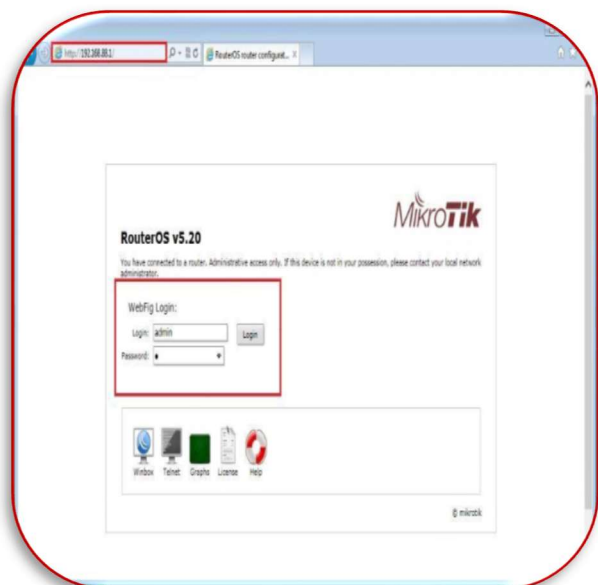 http://192.168.88.1/
RouterOS router configurat...
MikroTik
RouterOS v5.20
You have connected to a router. Administrative access only. If this device is not in your possession, please contact your local network
administrator.
WebFig Login:
Login: admin
Login
Password:
Winbox Telnet Graphs License Help
© mikrotik